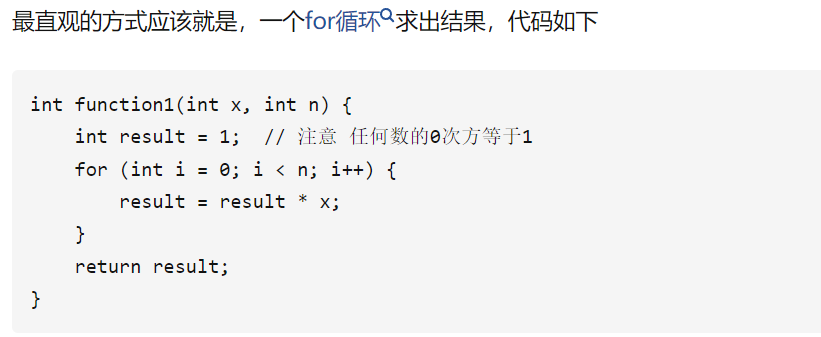 最直观的方式应该就是，一个for循环求出结果，代码如下
int function1(int x, int n) {
    int result = 1;  // 注意 任何数的0次方等于1
    for (int i = 0; i < n; i++) {
        result = result * x;
    }
    return result;
}